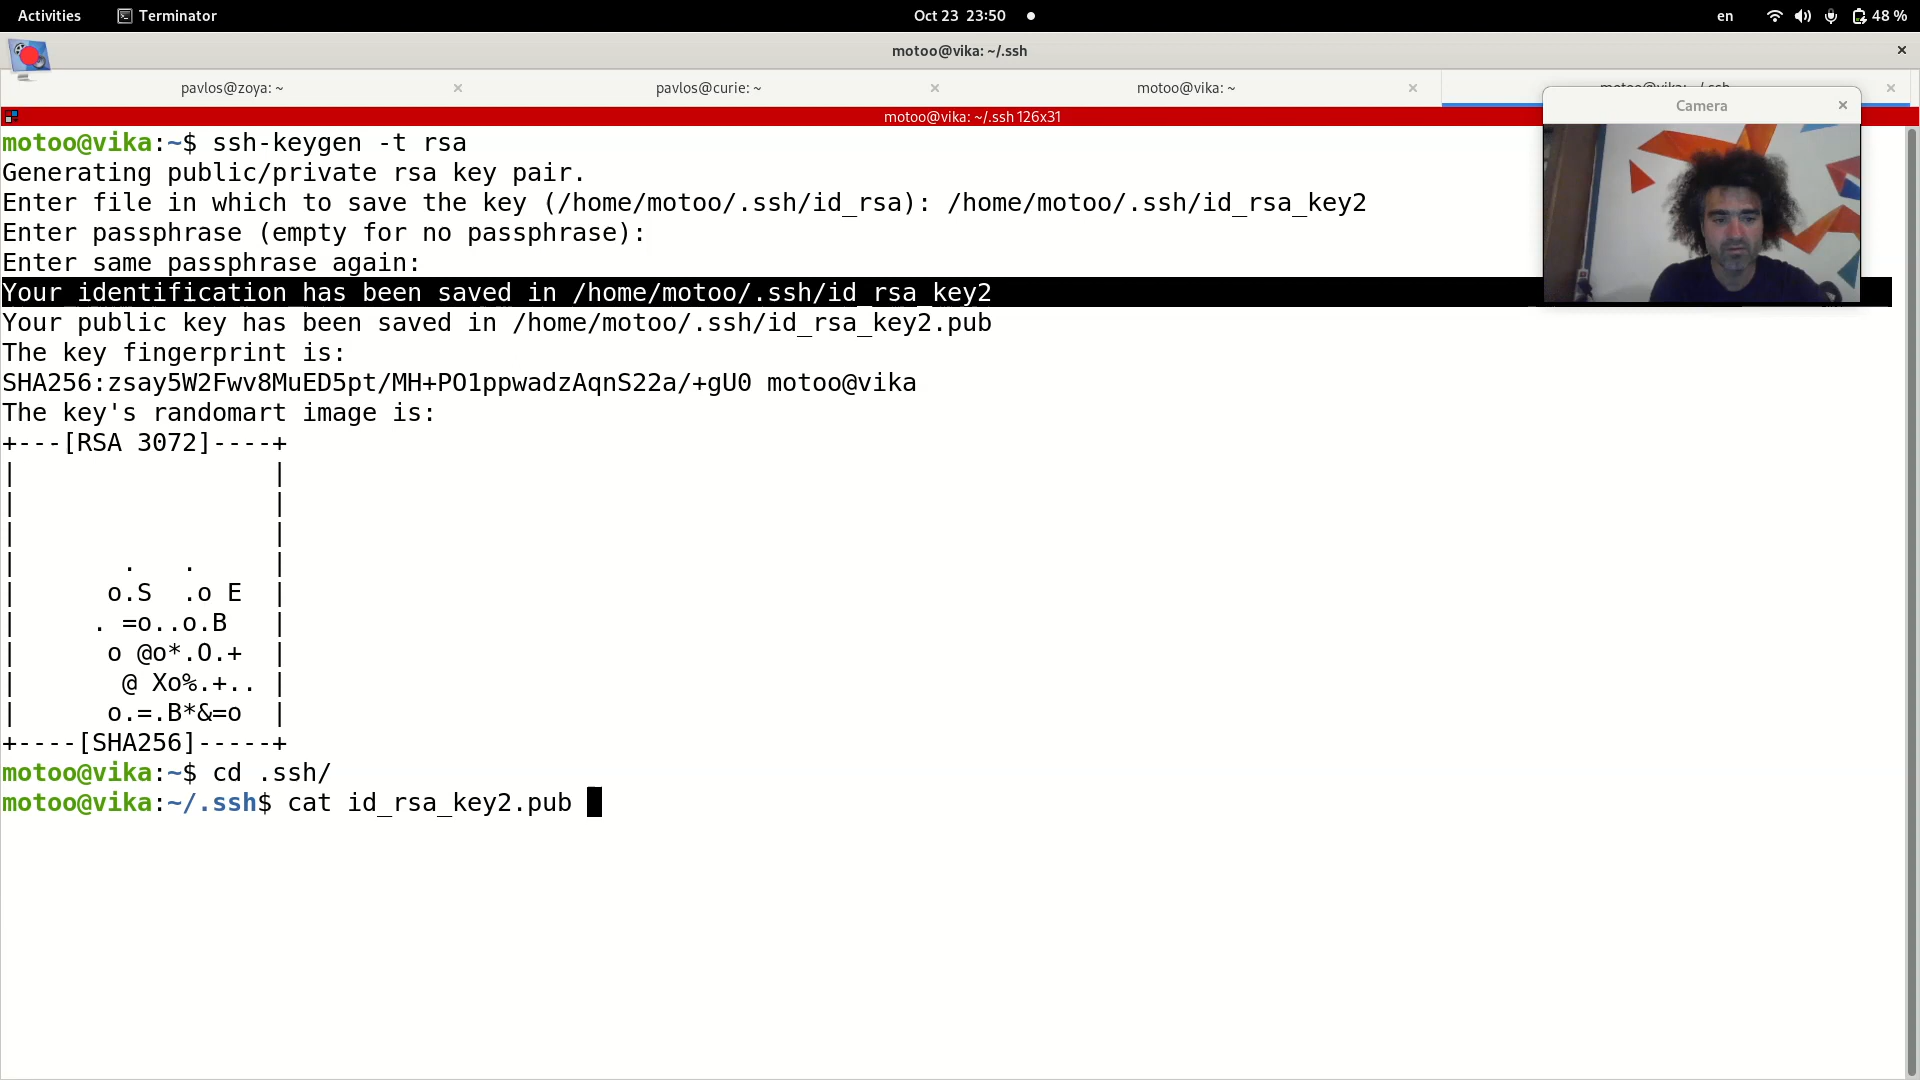 Activities Terminator Oct 23 23:50 en 48 %
motoo@vika: ~/.ssh
pavlos@zoya: ~ pavlos@curie: ~ motoo@vika: ~
motoo@vika: ~/.ssh 126x31
Camera
motoo@vika:~$ ssh-keygen -t rsa
Generating public/private rsa key pair.
Enter file in which to save the key (/home/motoo/.ssh/id_rsa): /home/motoo/.ssh/id_rsa_key2
Enter passphrase (empty for no passphrase):
Enter same passphrase again:
Your identification has been saved in /home/motoo/.ssh/id_rsa_key2
Your public key has been saved in /home/motoo/.ssh/id_rsa_key2.pub
The key fingerprint is:
SHA256:zsay5W2Fwv8MuED5pt/MH+PO1ppwadzAqnS22a/+gU0 motoo@vika
The key's randomart image is:
+---[RSA 3072]----+
|                 |
|                 |
|                 |
|       .   .     |
|      o.S  .o E  |
|     . =o..o.B   |
|      o @o*.O.+  |
|       @ Xo%.+.. |
|      o.=.B*&=o  |
+----[SHA256]-----+
motoo@vika:~$ cd .ssh/
motoo@vika:~/.ssh$ cat id_rsa_key2.pub